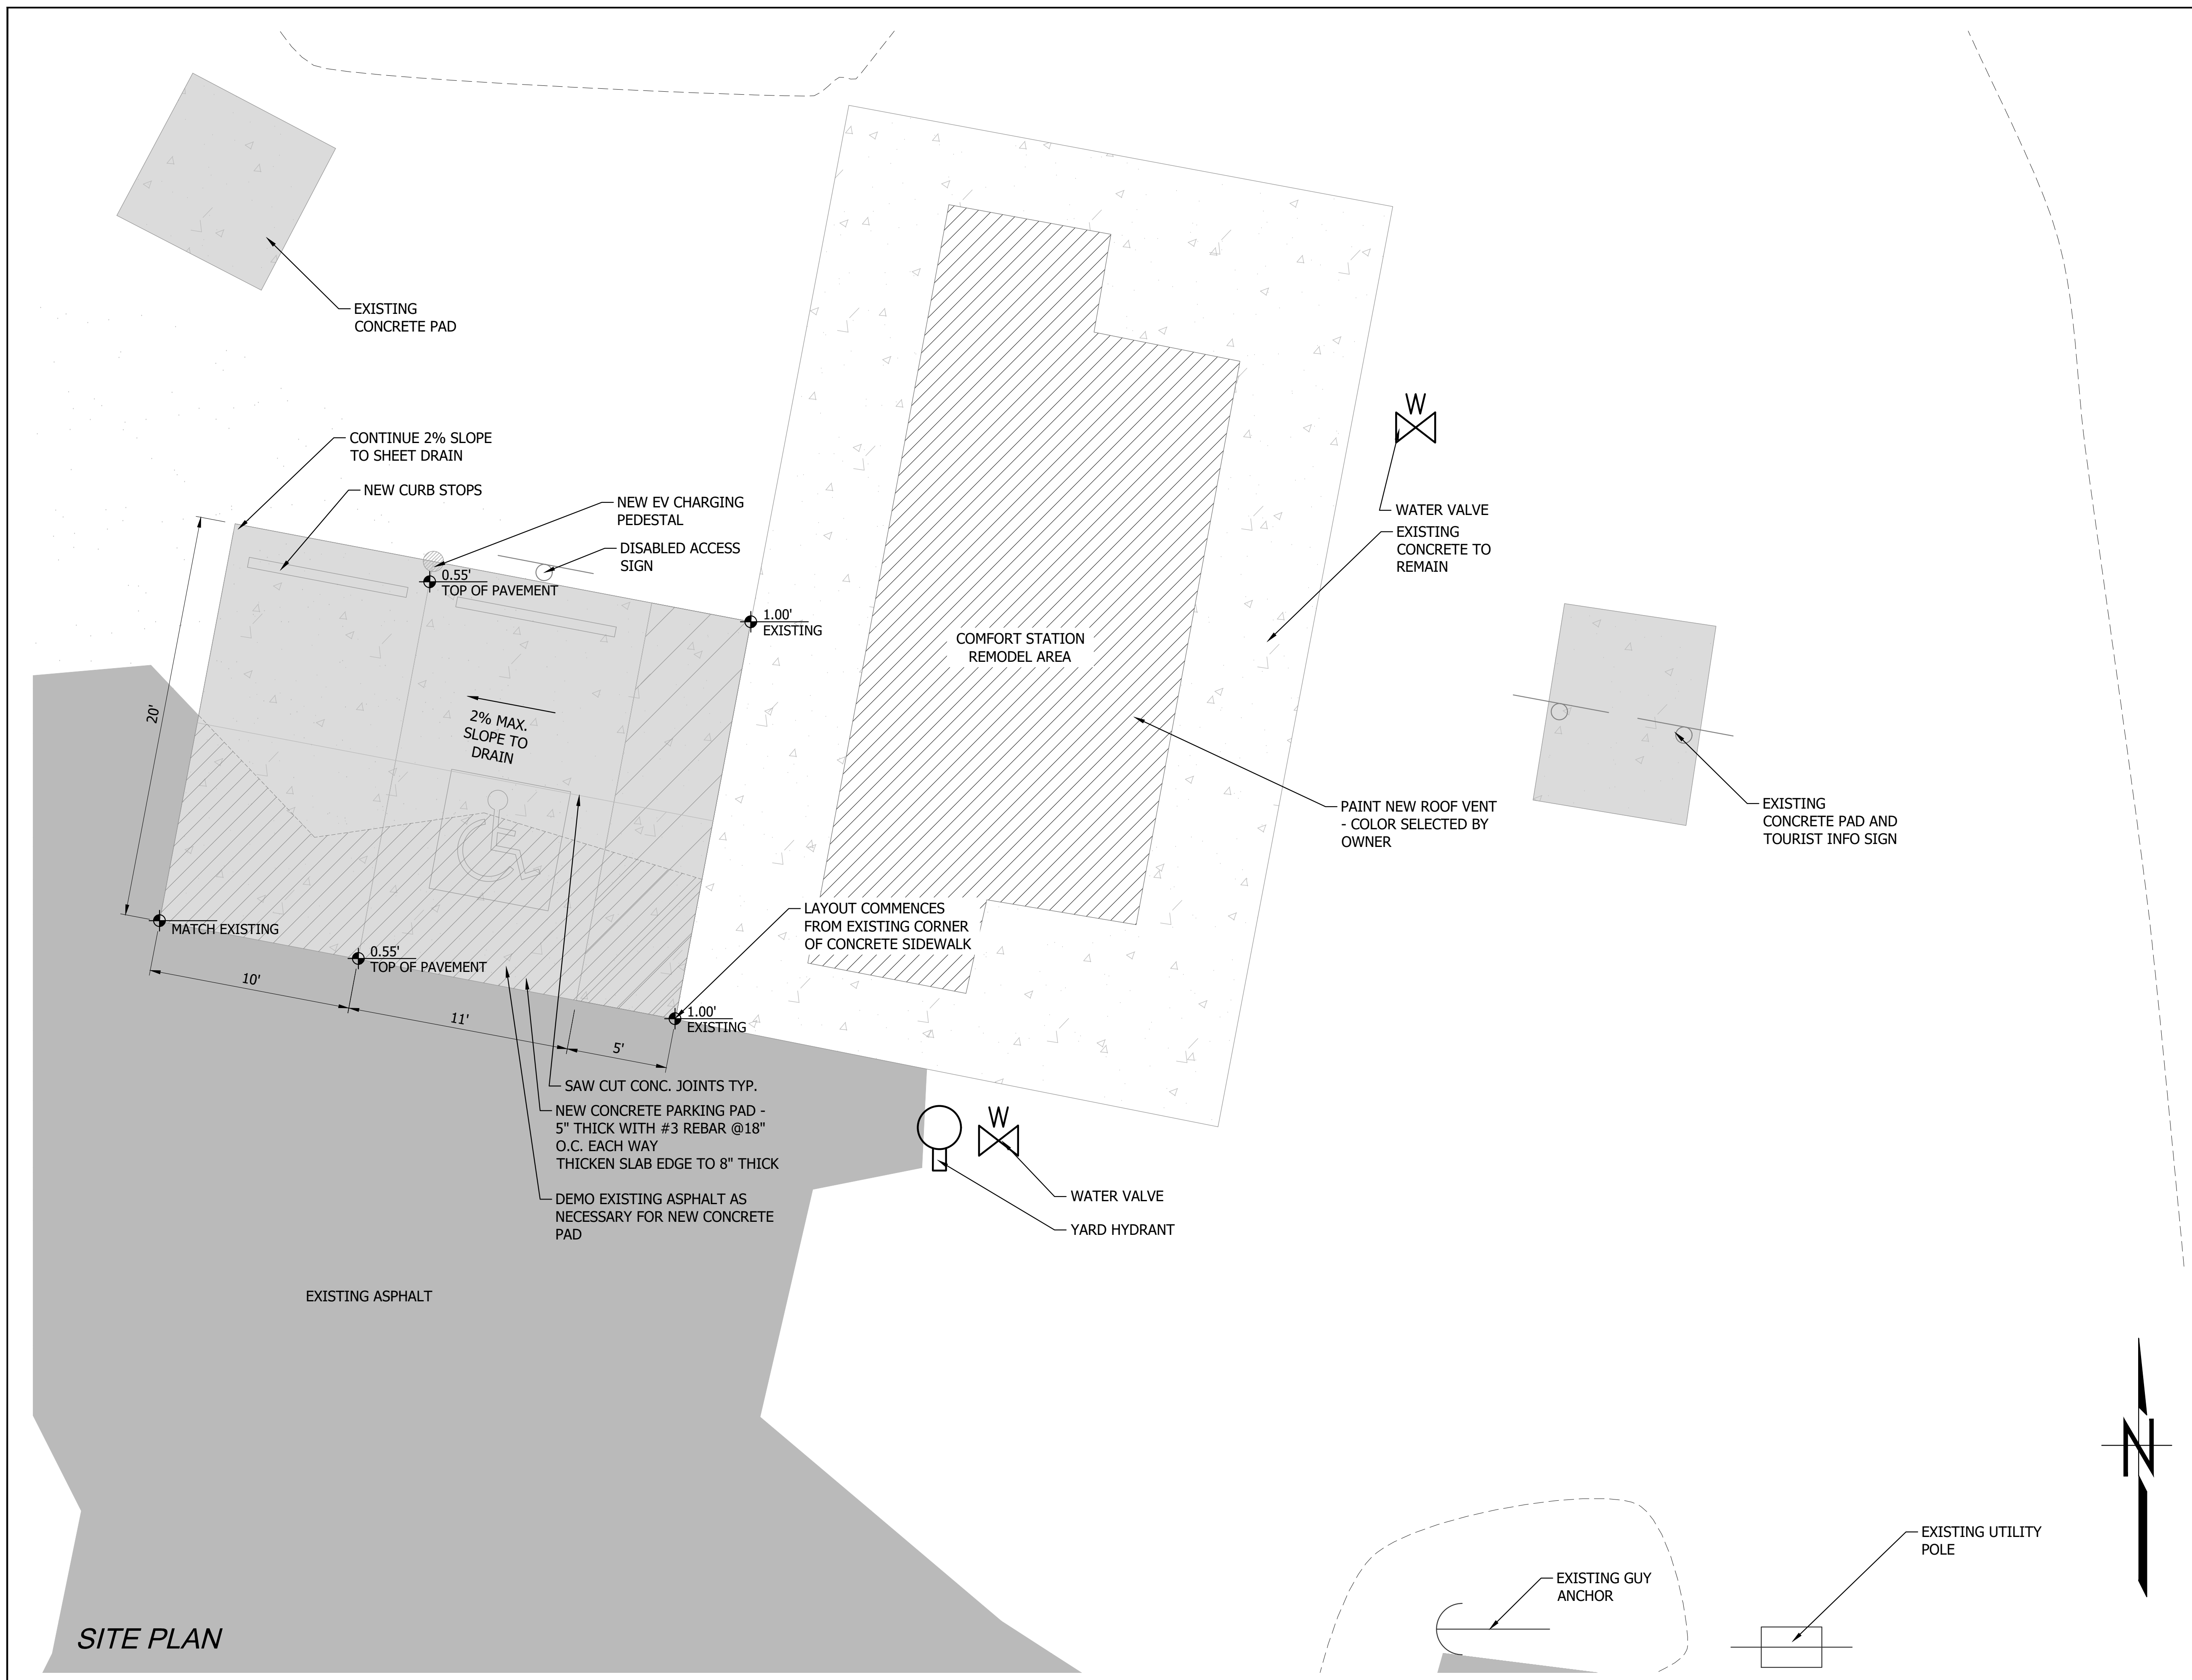 EXISTING
CONCRETE PAD
CONTINUE 2% SLOPE
TO SHEET DRAIN
NEW CURB STOPS
NEW EV CHARGING
PEDESTAL
DISABLED ACCESS
SIGN
0.55'
TOP OF PAVEMENT
1.00'
EXISTING
W
WATER VALVE
EXISTING
CONCRETE TO
REMAIN
COMFORT STATION
REMODEL AREA
20'
2% MAX.
SLOPE TO
DRAIN
PAINT NEW ROOF VENT
- COLOR SELECTED BY
OWNER
EXISTING
CONCRETE PAD AND
TOURIST INFO SIGN
LAYOUT COMMENCES
FROM EXISTING CORNER
OF CONCRETE SIDEWALK
MATCH EXISTING
0.55'
TOP OF PAVEMENT
10'
11'
5'
1.00'
EXISTING
SAW CUT CONC. JOINTS TYP.
NEW CONCRETE PARKING PAD -
5" THICK WITH #3 REBAR @18"
O.C. EACH WAY
THICKEN SLAB EDGE TO 8" THICK
DEMO EXISTING ASPHALT AS
NECESSARY FOR NEW CONCRETE
PAD
W
WATER VALVE
YARD HYDRANT
EXISTING ASPHALT
N
EXISTING UTILITY
POLE
EXISTING GUY
ANCHOR
SITE PLAN